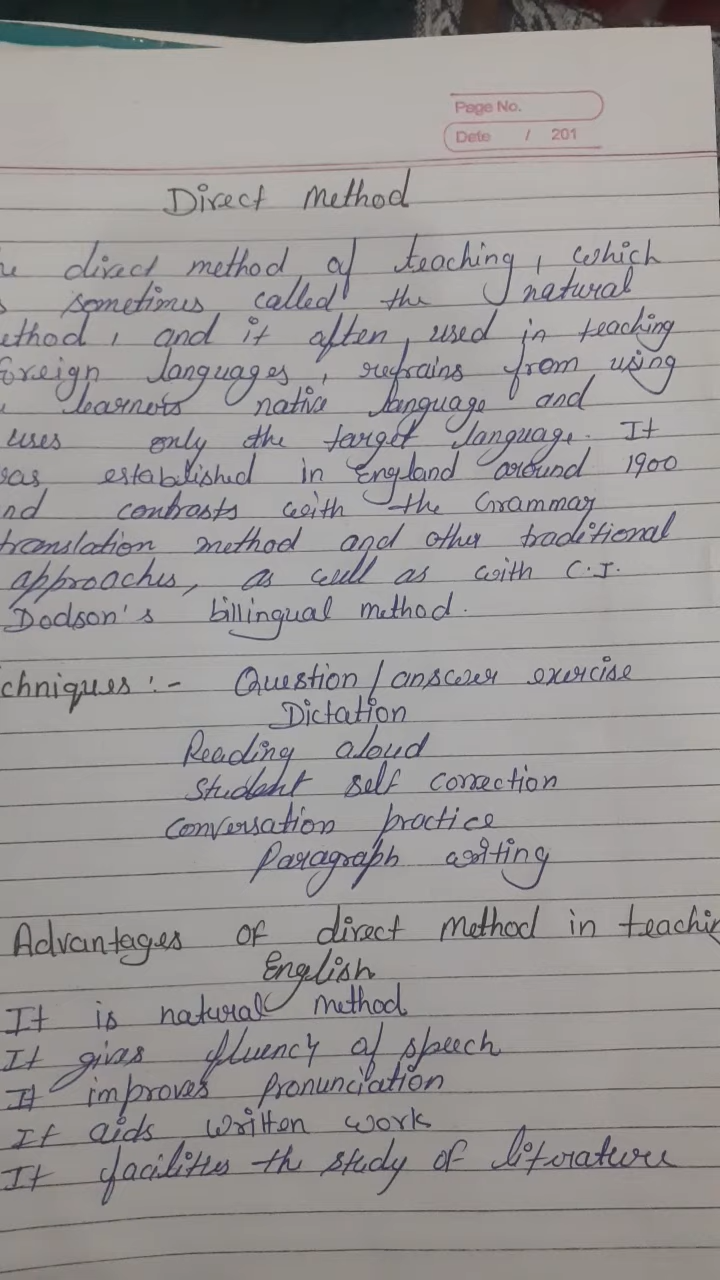 Page No.
Date / 201
Direct Method
direct method of teaching, which
sometimes called the natural
ethod, and it often, used in teaching
foreign languages, refrains from using
learners native language and
uses only the target language. It
was established in England around 1900
nd contrasts with the Grammar
translation method and other traditional
approaches, as well as with C.J.
Dodson's billingual method.
chniques :- Question / answer exercise
Dictation
Reading aloud
Student self correction
Conversation practice
Paragraph writing
Advantages of direct method in teachin
English
It is natural method
It gives fluency of speech
It improves pronunciation
It aids written work
It facilities the study of literature